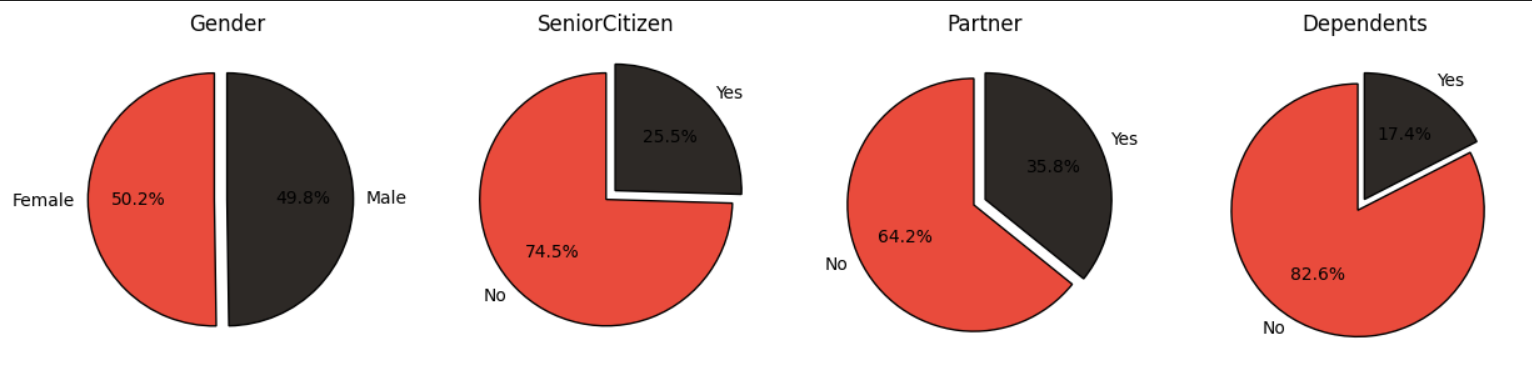 Gender
Female
50.2%
49.8%
Male
SeniorCitizen
Yes
25.5%
74.5%
No
Partner
Yes
35.8%
64.2%
No
Dependents
Yes
17.4%
82.6%
No